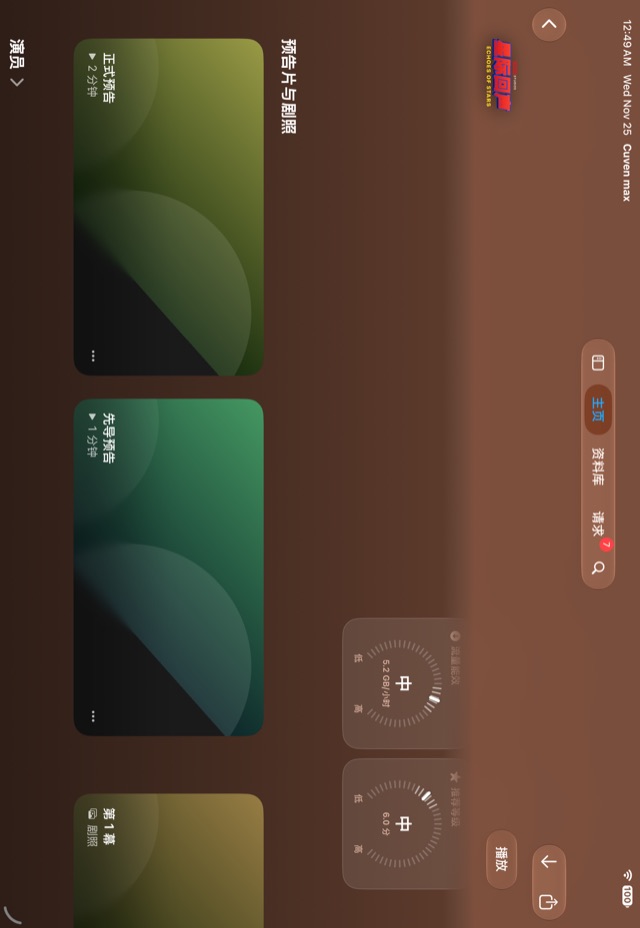 12:49 AM Wed Nov 25 Cuven max
100
主页 资料库 请求 7
星际回声
ECHOES OF STARS
播放
流量能效
推荐等级
中
5.2 GB/小时
低 高
中
6.0 分
低 高
预告片与剧照
正式预告
2 分钟
先导预告
1 分钟
第 1 幕
剧照
演员